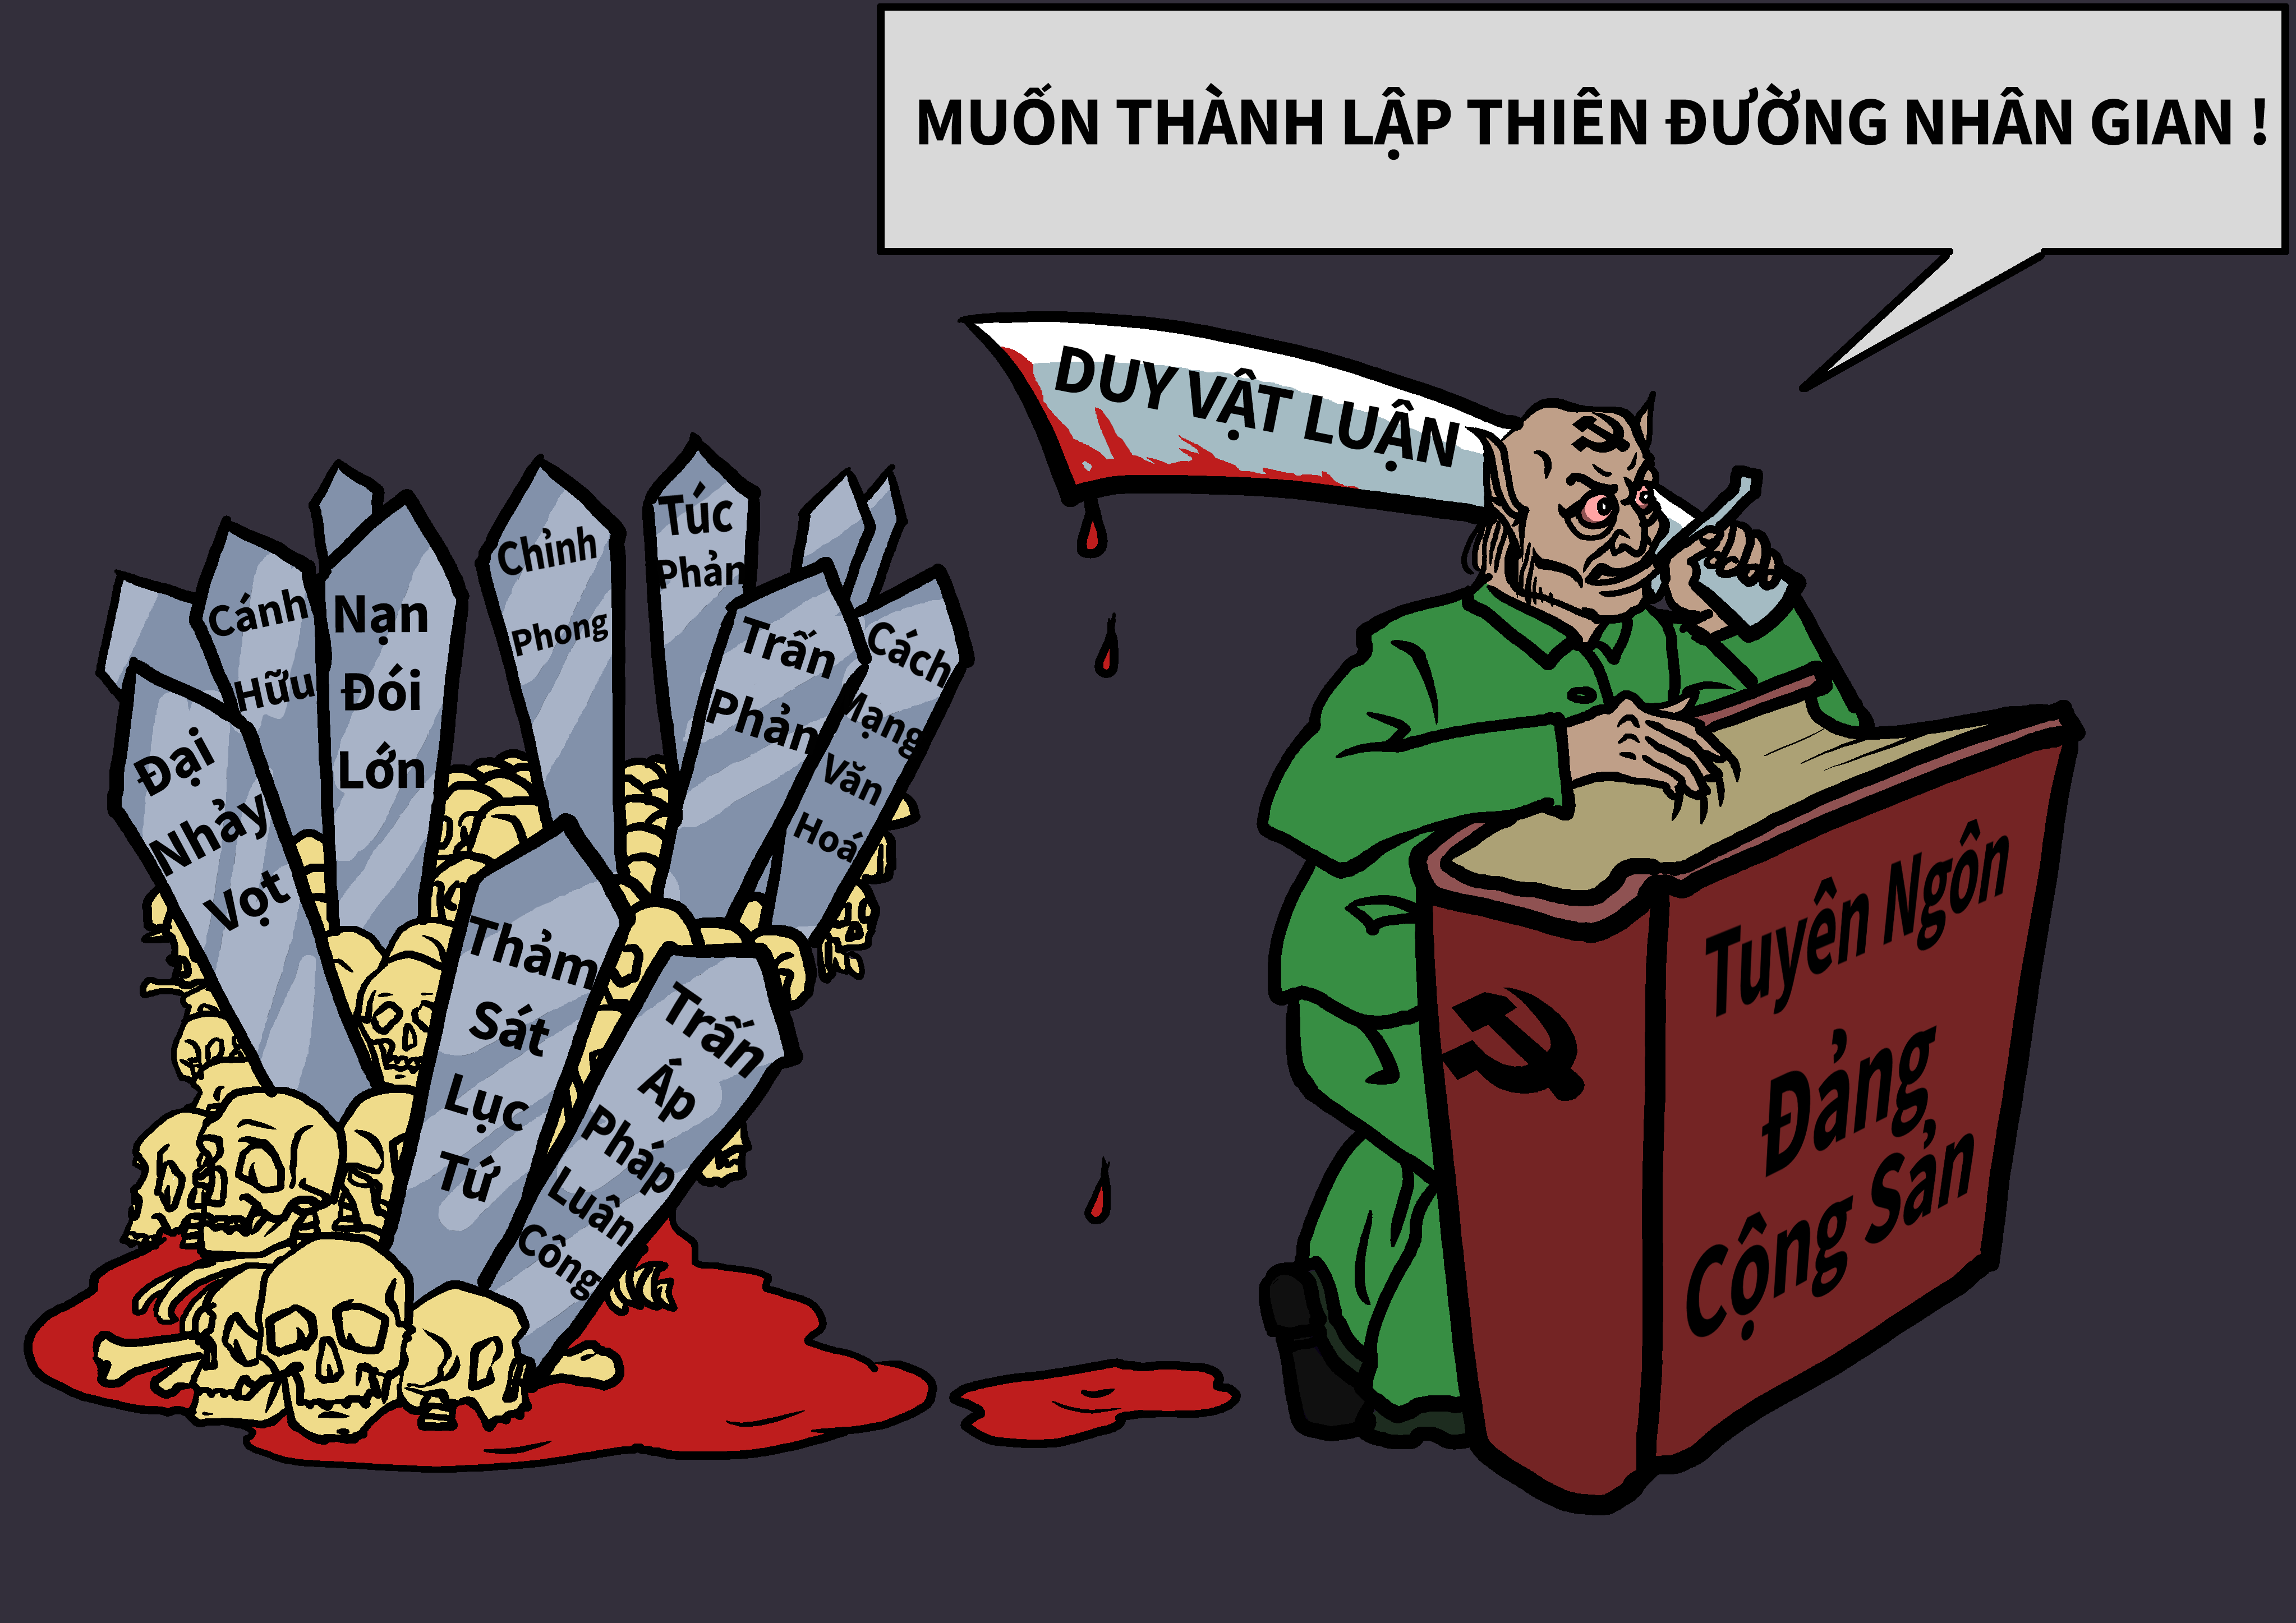 MUỐN THÀNH LẬP THIÊN ĐƯỜNG NHÂN GIAN !
DUY VẬT LUẬN
Cánh
Hữu
Nạn
Đói
Lớn
Chỉnh
Phong
Túc
Phản
Trấn
Phản
Cách
Mạng
Văn
Hoá
Đại
Nhảy
Vọt
Thảm
Sát
Lục
Tứ
Trấn
Áp
Pháp
Luân
Công
Tuyên Ngôn
Đảng
Cộng Sản